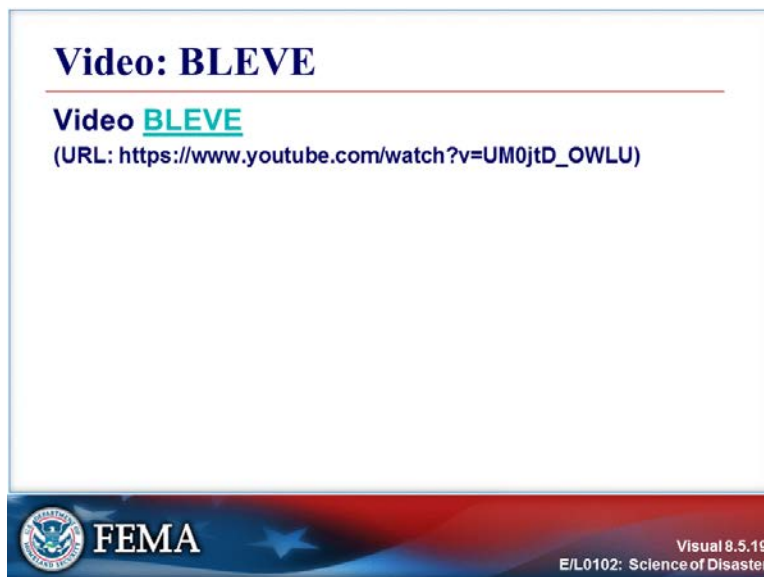 Video: BLEVE
Video BLEVE
(URL: https://www.youtube.com/watch?v=UM0jtD_OWLU)
FEMA
Visual 8.5.19
E/L0102: Science of Disaster